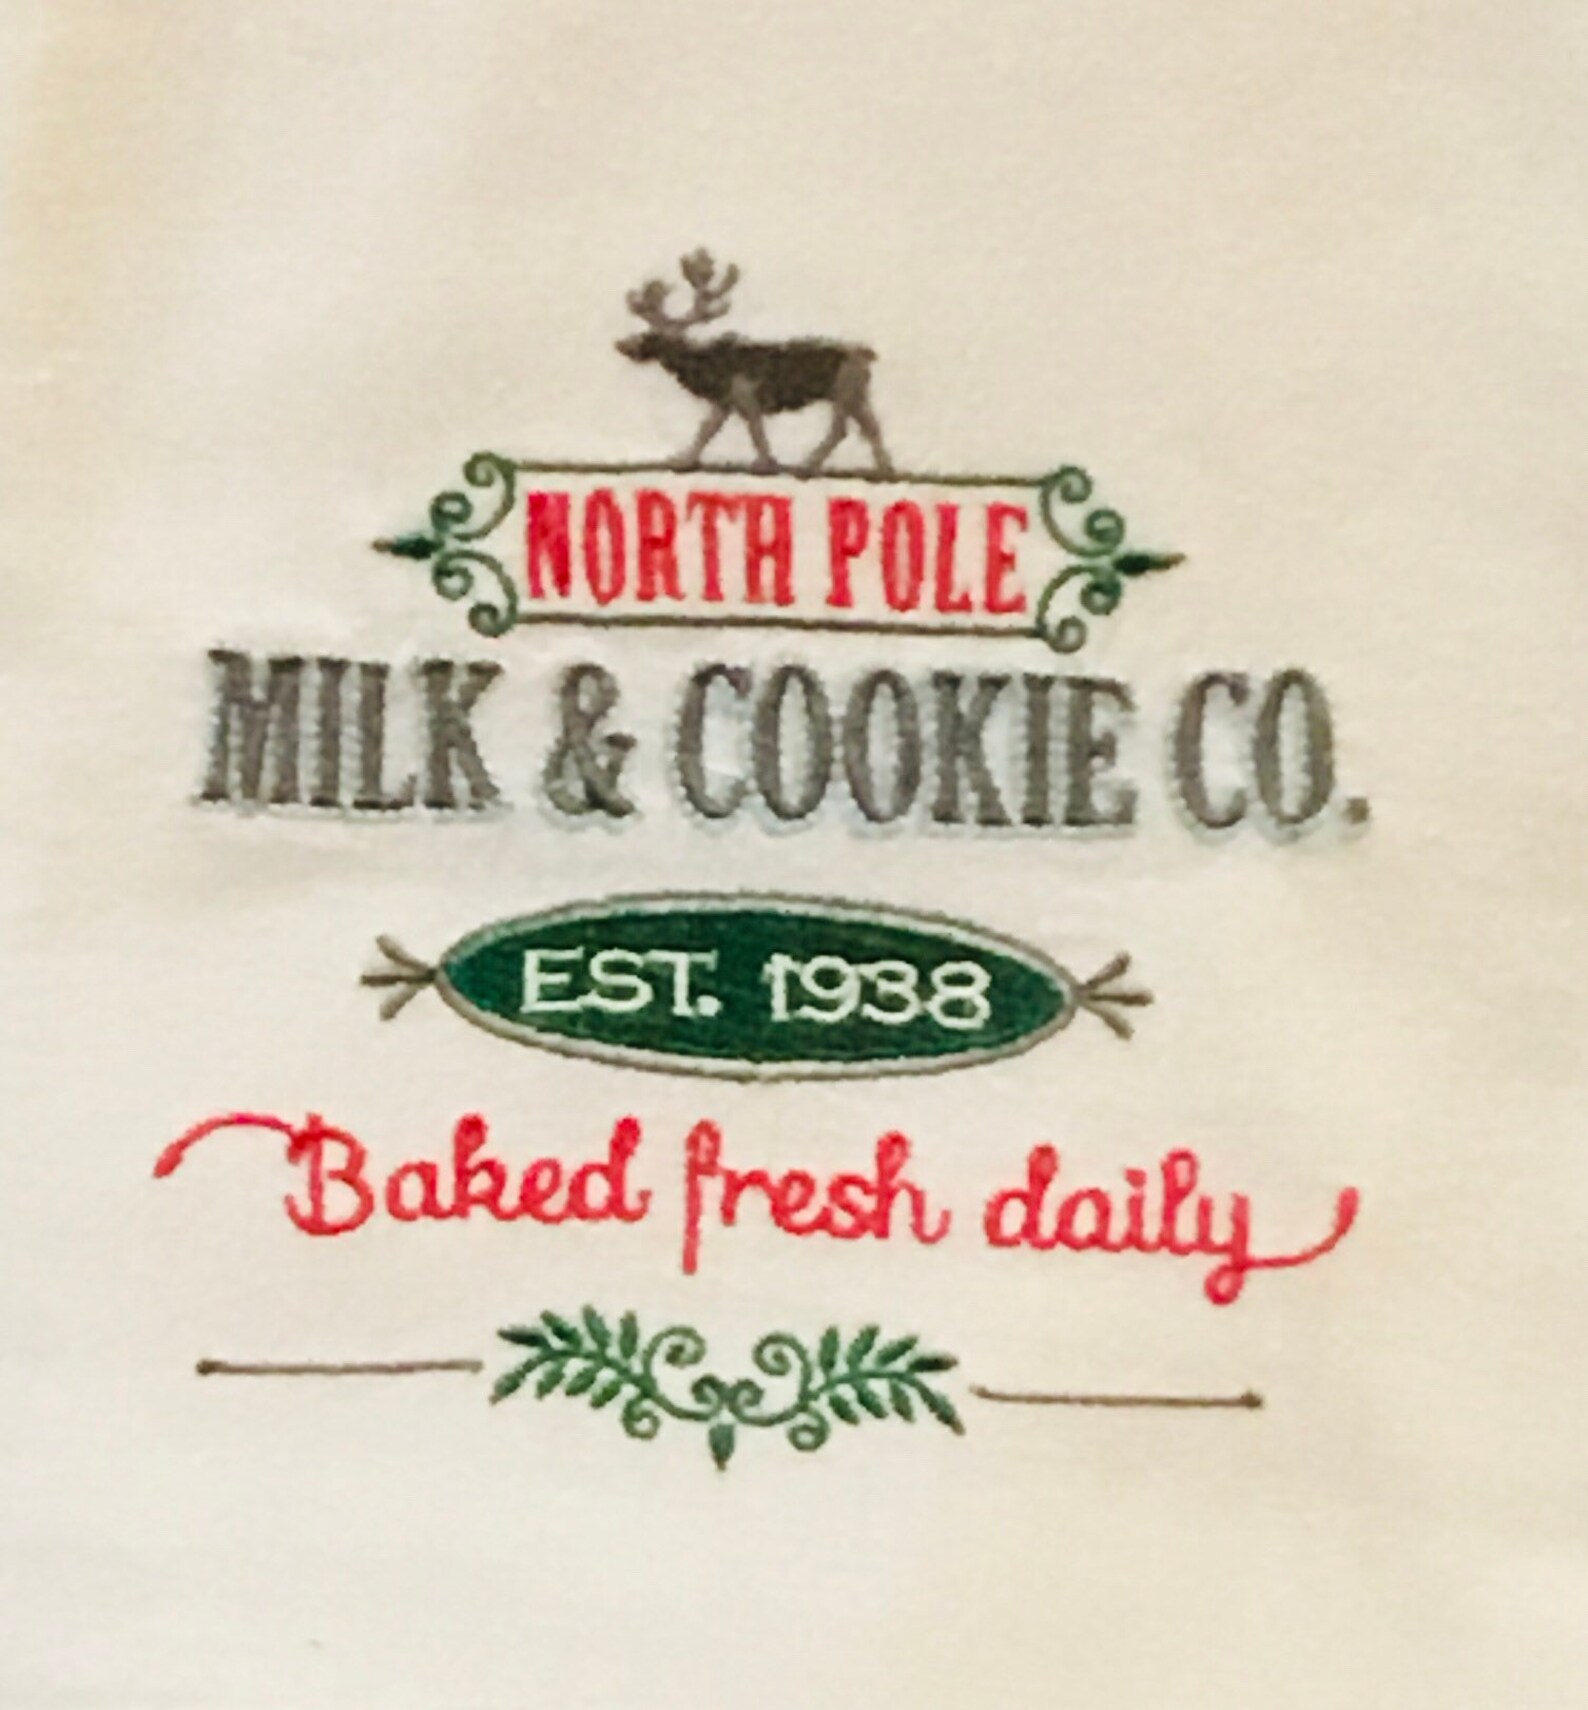 NORTH POLE
MILK & COOKIE CO.
EST. 1938
Baked fresh daily